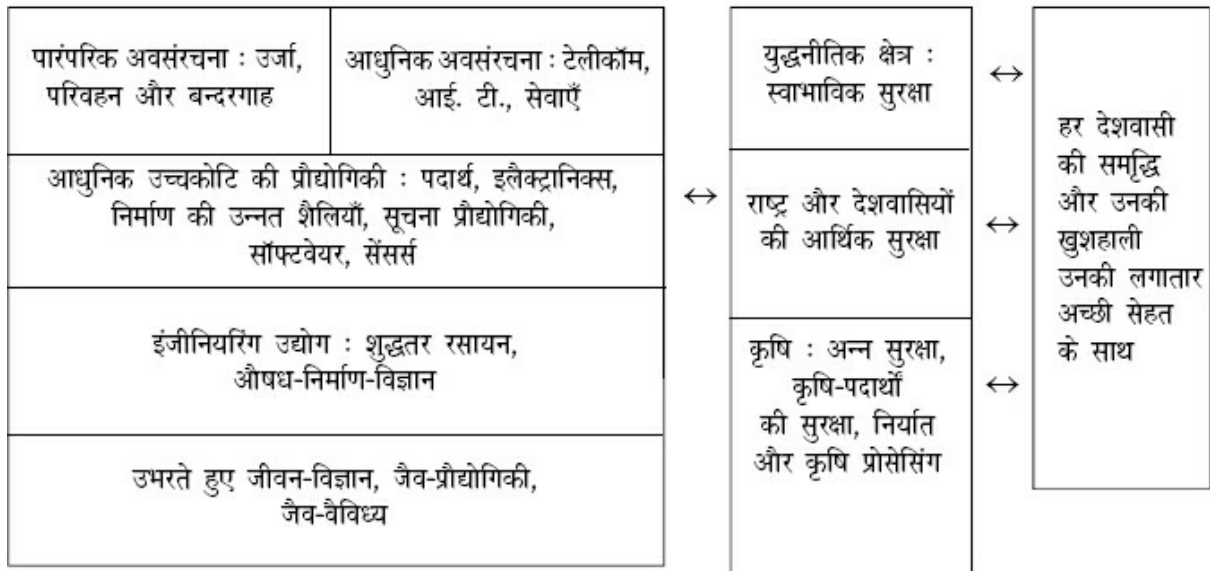 पारंपरिक अवसंरचना : उर्जा,
परिवहन और बन्दरगाह
आधुनिक अवसंरचना : टेलीकॉम,
आई. टी., सेवाएँ
आधुनिक उच्चकोटि की प्रौद्योगिकी : पदार्थ, इलैक्ट्रानिक्स,
निर्माण की उन्नत शैलियाँ, सूचना प्रौद्योगिकी,
सॉफ्टवेयर, सेंसर्स
इंजीनियरिंग उद्योग : शुद्धतर रसायन,
औषध-निर्माण-विज्ञान
उभरते हुए जीवन-विज्ञान, जैव-प्रौद्योगिकी,
जैव-वैविध्य
↔
युद्धनीतिक क्षेत्र :
स्वाभाविक सुरक्षा
राष्ट्र और देशवासियों
की आर्थिक सुरक्षा
कृषि : अन्न सुरक्षा,
कृषि-पदार्थों
की सुरक्षा, निर्यात
और कृषि प्रोसेसिंग
↔
↔
↔
हर देशवासी
की समृद्धि
और उनकी
खुशहाली
उनकी लगातार
अच्छी सेहत
के साथ